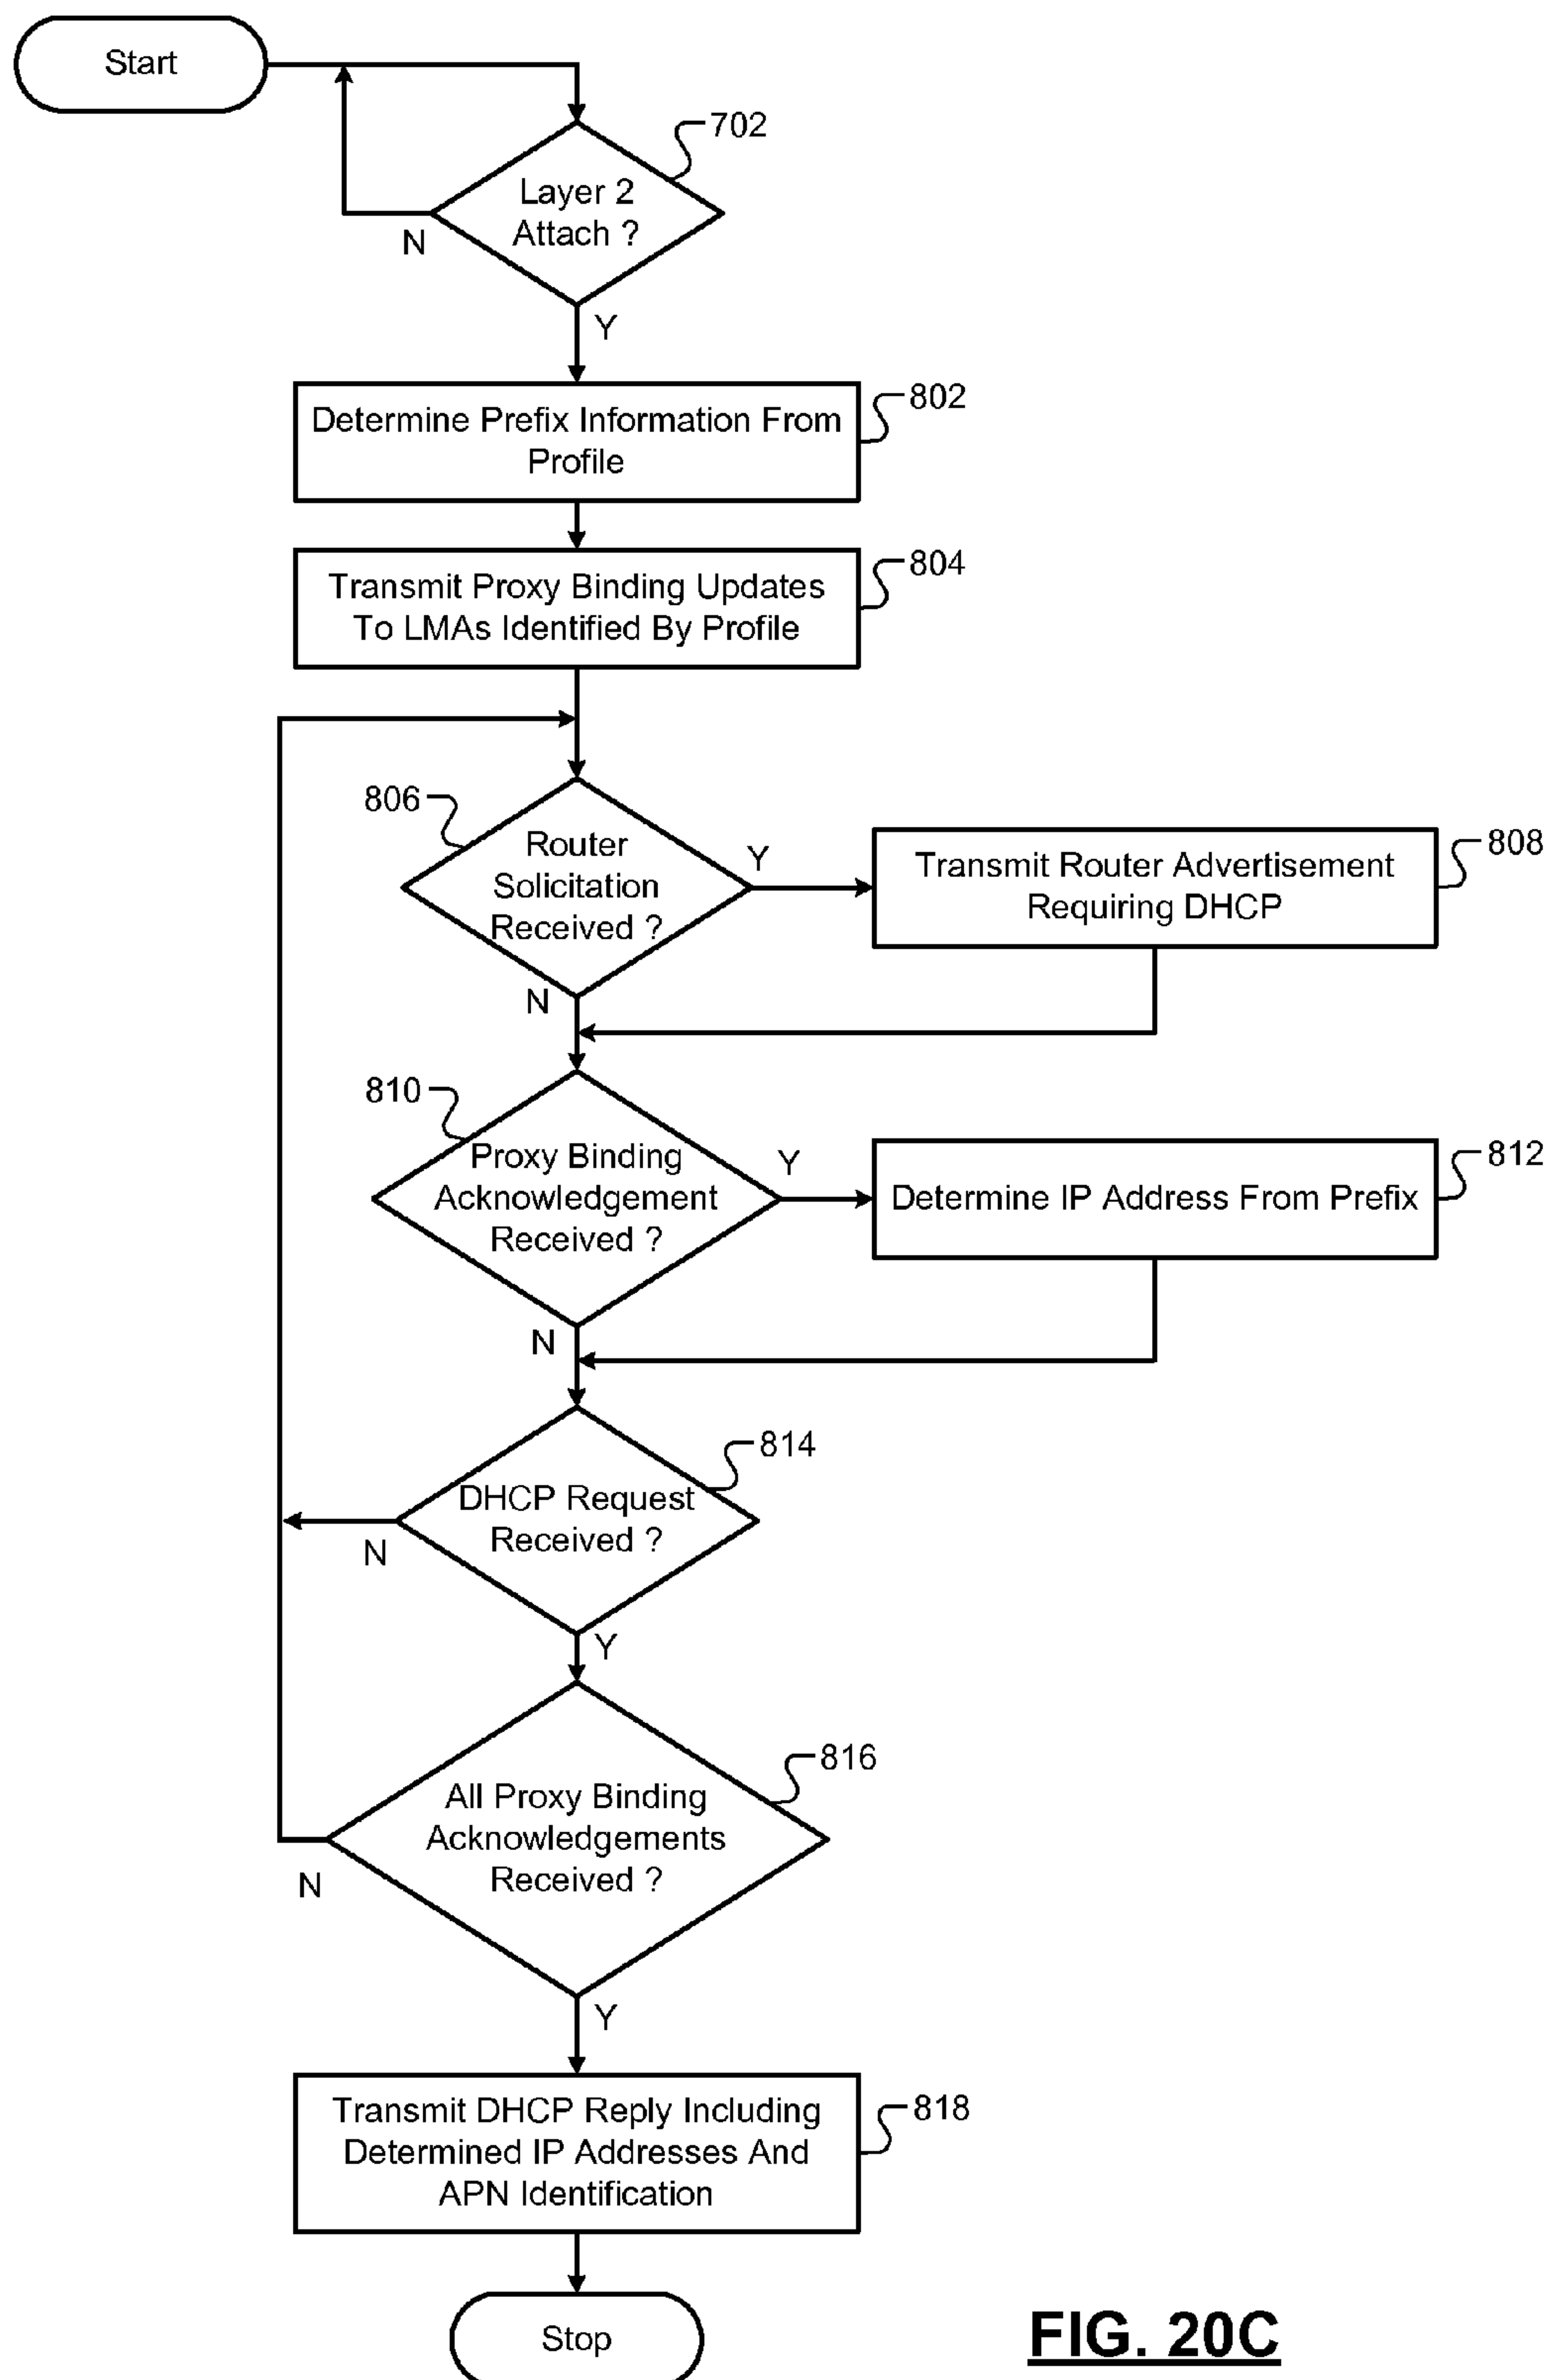 Start
702
Layer 2
Attach ?
N
Y
Determine Prefix Information From
Profile
802
Transmit Proxy Binding Updates
To LMAs Identified By Profile
804
806
Router
Solicitation
Received ?
Y
N
Transmit Router Advertisement
Requiring DHCP
808
810
Proxy Binding
Acknowledgement
Received ?
Y
N
Determine IP Address From Prefix
812
814
DHCP Request
Received ?
N
Y
816
All Proxy Binding
Acknowledgements
Received ?
N
Y
Transmit DHCP Reply Including
Determined IP Addresses And
APN Identification
818
Stop
FIG. 20C